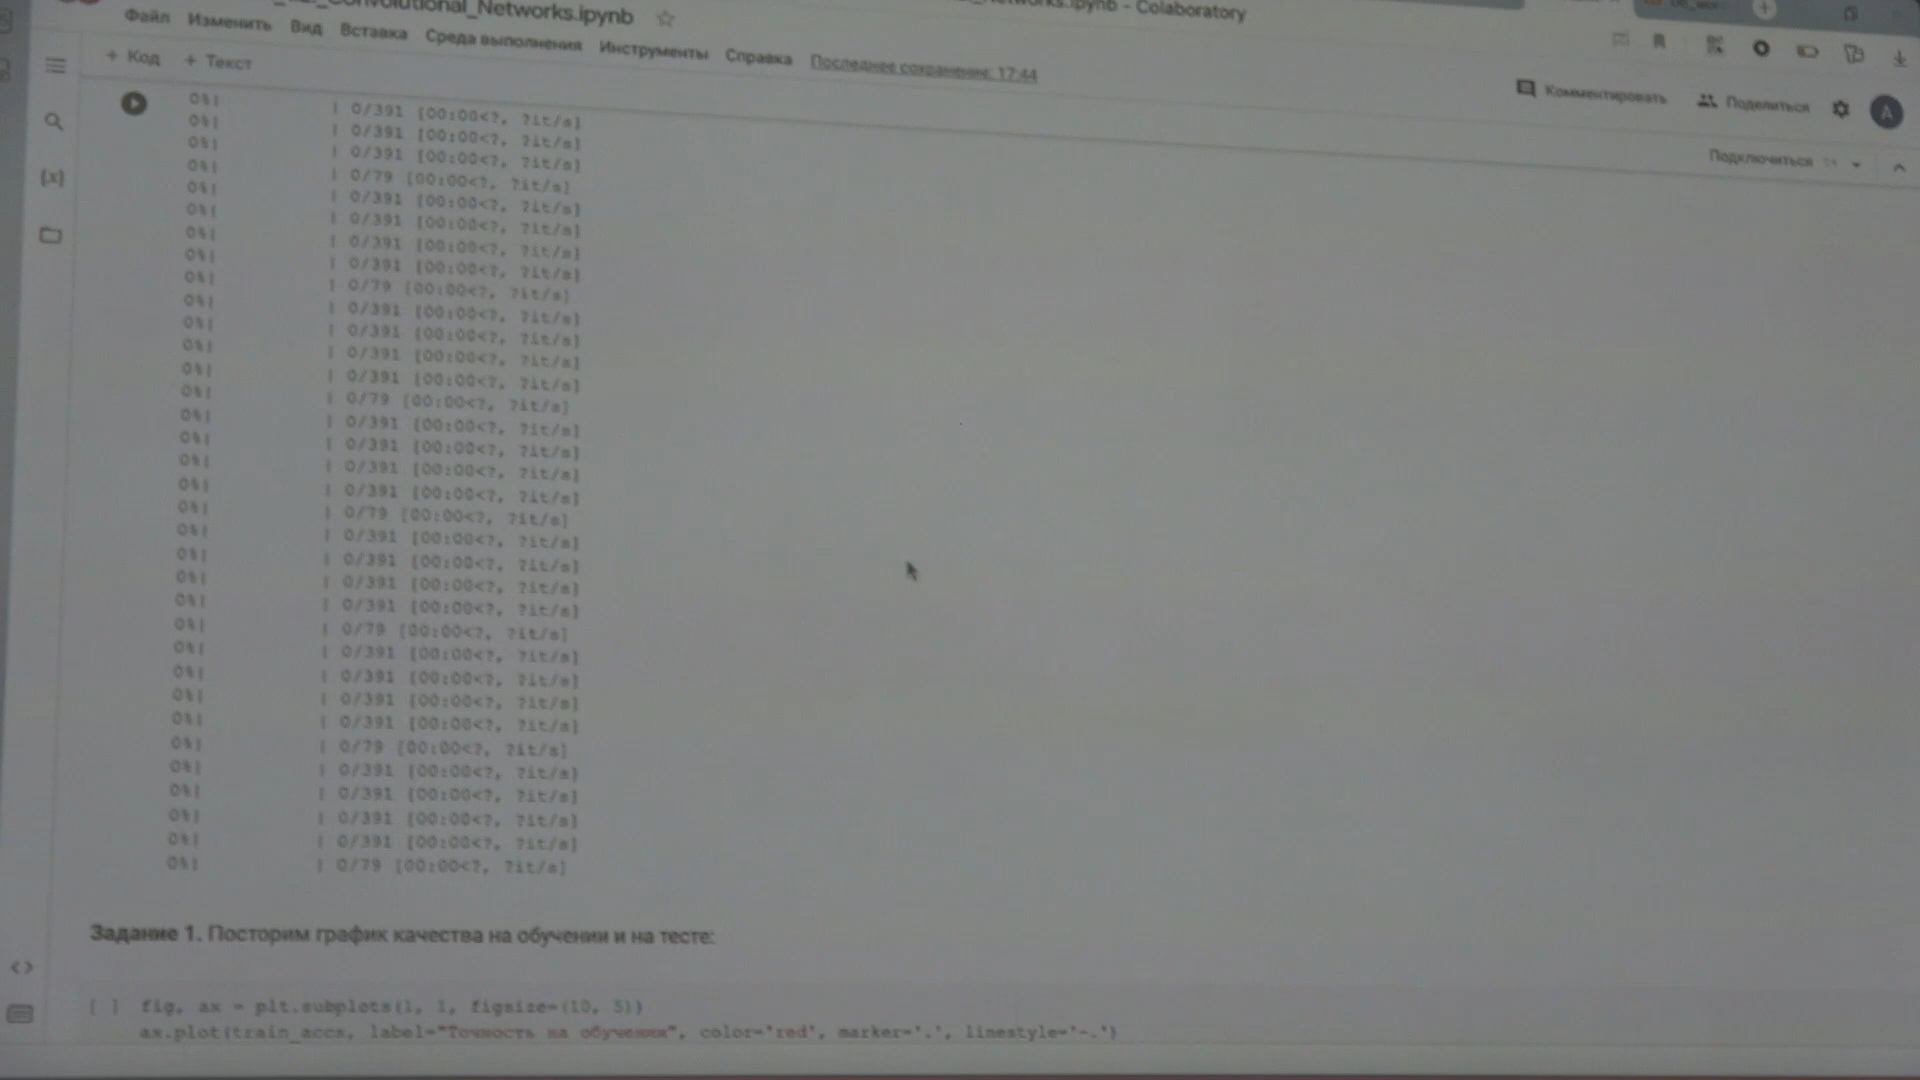 Convolutional_Networks.ipynb
ipynb - Colaboratory
Файл Изменить Вид Вставка Среда выполнения Инструменты Справка Последнее сохранение: 17:44
Комментировать Поделиться А
+ Код + Текст
Подключиться
0%| | 0/391 [00:00<?, ?it/s]
0%| | 0/391 [00:00<?, ?it/s]
0%| | 0/391 [00:00<?, ?it/s]
0%| | 0/79 [00:00<?, ?it/s]
0%| | 0/391 [00:00<?, ?it/s]
0%| | 0/391 [00:00<?, ?it/s]
0%| | 0/391 [00:00<?, ?it/s]
0%| | 0/391 [00:00<?, ?it/s]
0%| | 0/79 [00:00<?, ?it/s]
0%| | 0/391 [00:00<?, ?it/s]
0%| | 0/391 [00:00<?, ?it/s]
0%| | 0/391 [00:00<?, ?it/s]
0%| | 0/391 [00:00<?, ?it/s]
0%| | 0/79 [00:00<?, ?it/s]
0%| | 0/391 [00:00<?, ?it/s]
0%| | 0/391 [00:00<?, ?it/s]
0%| | 0/391 [00:00<?, ?it/s]
0%| | 0/391 [00:00<?, ?it/s]
0%| | 0/79 [00:00<?, ?it/s]
0%| | 0/391 [00:00<?, ?it/s]
0%| | 0/391 [00:00<?, ?it/s]
0%| | 0/391 [00:00<?, ?it/s]
0%| | 0/391 [00:00<?, ?it/s]
0%| | 0/79 [00:00<?, ?it/s]
0%| | 0/391 [00:00<?, ?it/s]
0%| | 0/391 [00:00<?, ?it/s]
0%| | 0/391 [00:00<?, ?it/s]
0%| | 0/391 [00:00<?, ?it/s]
0%| | 0/79 [00:00<?, ?it/s]
0%| | 0/391 [00:00<?, ?it/s]
0%| | 0/391 [00:00<?, ?it/s]
0%| | 0/391 [00:00<?, ?it/s]
0%| | 0/391 [00:00<?, ?it/s]
0%| | 0/79 [00:00<?, ?it/s]
Задание 1. Посторим график качества на обучении и на тесте:
[ ] fig, ax = plt.subplots(1, 1, figsize=(10, 5))
ax.plot(train_accs, label="Точность на обучении", color='red', marker='.', linestyle='-.')